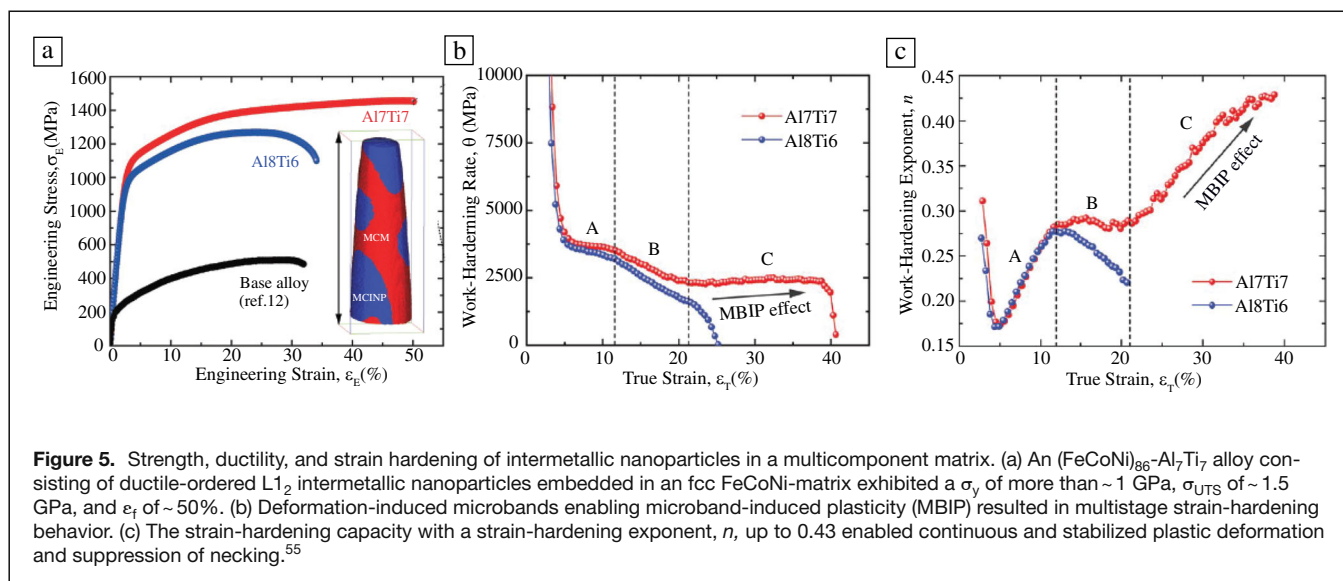 a
1600
1400
1200
1000
800
600
400
200
0
0
10
20
30
40
50
Engineering Stress, σE(MPa)
Engineering Strain, εE(%)
Al7Ti7
Al8Ti6
Base alloy
(ref.12)
MCM
MCINP
b
10000
7500
5000
2500
0
0
10
20
30
40
Work-Harderning Rate, θ (MPa)
True Strain, εT(%)
Al7Ti7
Al8Ti6
A
B
C
MBIP effect
c
0.45
0.40
0.35
0.30
0.25
0.20
0.15
0
10
20
30
40
Work-Hardening Exponent, n
True Strain, εT(%)
C
MBIP effect
B
A
Al7Ti7
Al8Ti6
Figure 5. Strength, ductility, and strain hardening of intermetallic nanoparticles in a multicomponent matrix. (a) An (FeCoNi)86-Al7Ti7 alloy con-
sisting of ductile-ordered L12 intermetallic nanoparticles embedded in an fcc FeCoNi-matrix exhibited a σy of more than ~ 1 GPa, σUTS of ~ 1.5
GPa, and εf of ~ 50%. (b) Deformation-induced microbands enabling microband-induced plasticity (MBIP) resulted in multistage strain-hardening
behavior. (c) The strain-hardening capacity with a strain-hardening exponent, n, up to 0.43 enabled continuous and stabilized plastic deformation
and suppression of necking.55